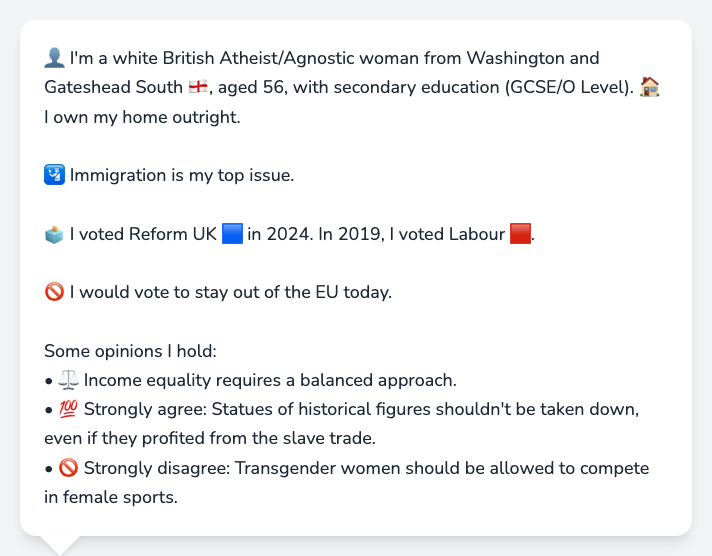 👤 I'm a white British Atheist/Agnostic woman from Washington and
Gateshead South 🏴󠁧󠁢󠁥󠁮󠁧󠁿, aged 56, with secondary education (GCSE/O Level). 🏠
I own my home outright.
🛂 Immigration is my top issue.
🗳️ I voted Reform UK 🟦 in 2024. In 2019, I voted Labour 🟥.
🚫 I would vote to stay out of the EU today.
Some opinions I hold:
• ⚖️ Income equality requires a balanced approach.
• 💯 Strongly agree: Statues of historical figures shouldn't be taken down,
even if they profited from the slave trade.
• 🚫 Strongly disagree: Transgender women should be allowed to compete
in female sports.